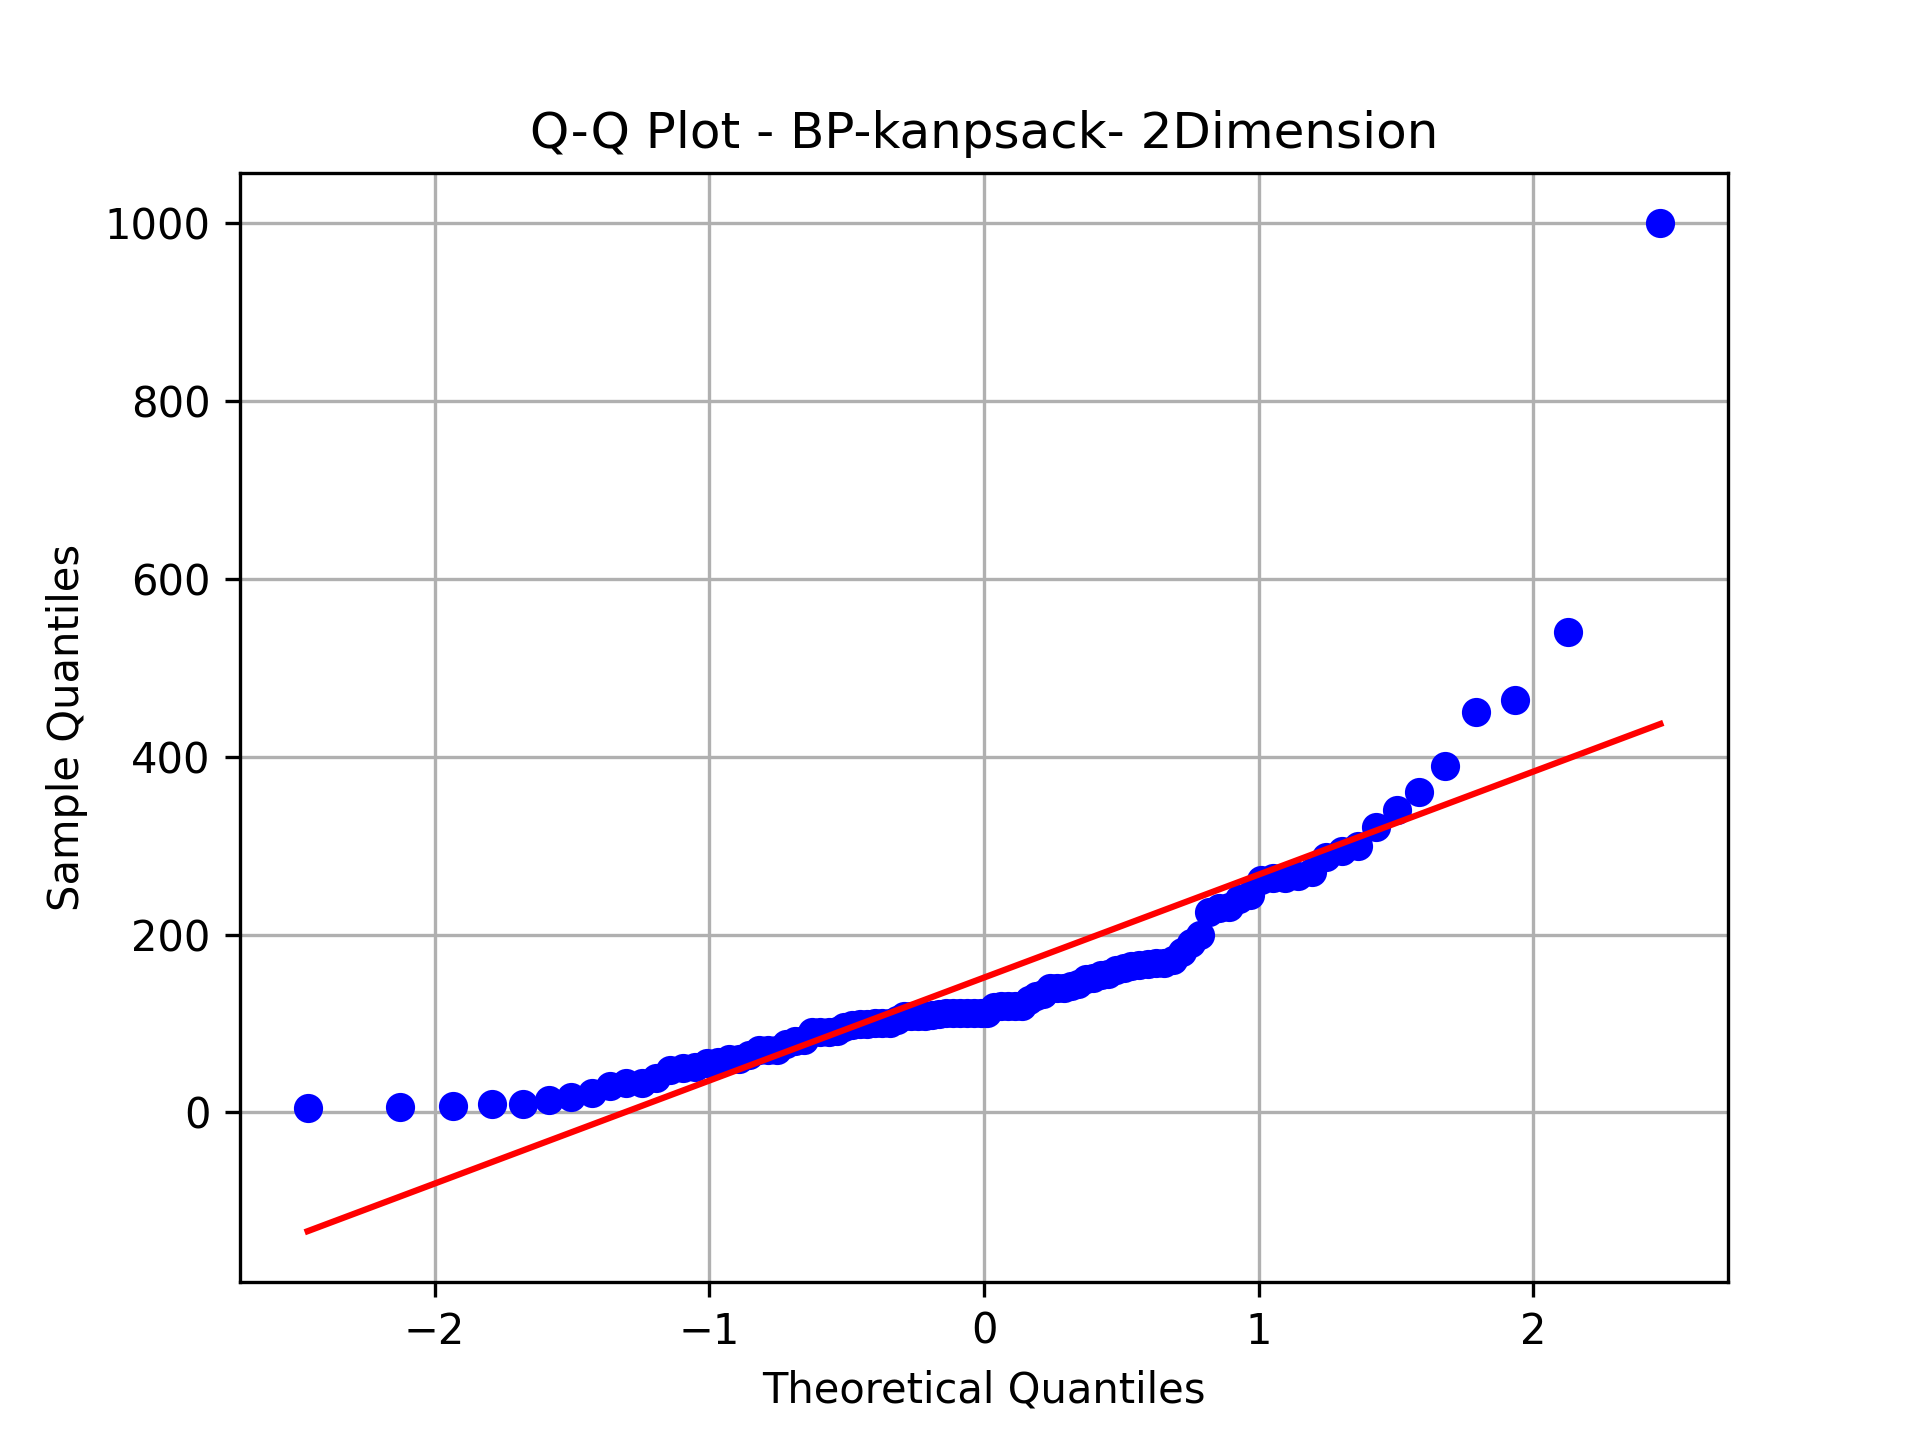 Q-Q Plot - BP-kanpsack- 2Dimension
1000
800
600
400
200
0
Sample Quantiles
−2 −1 0 1 2
Theoretical Quantiles